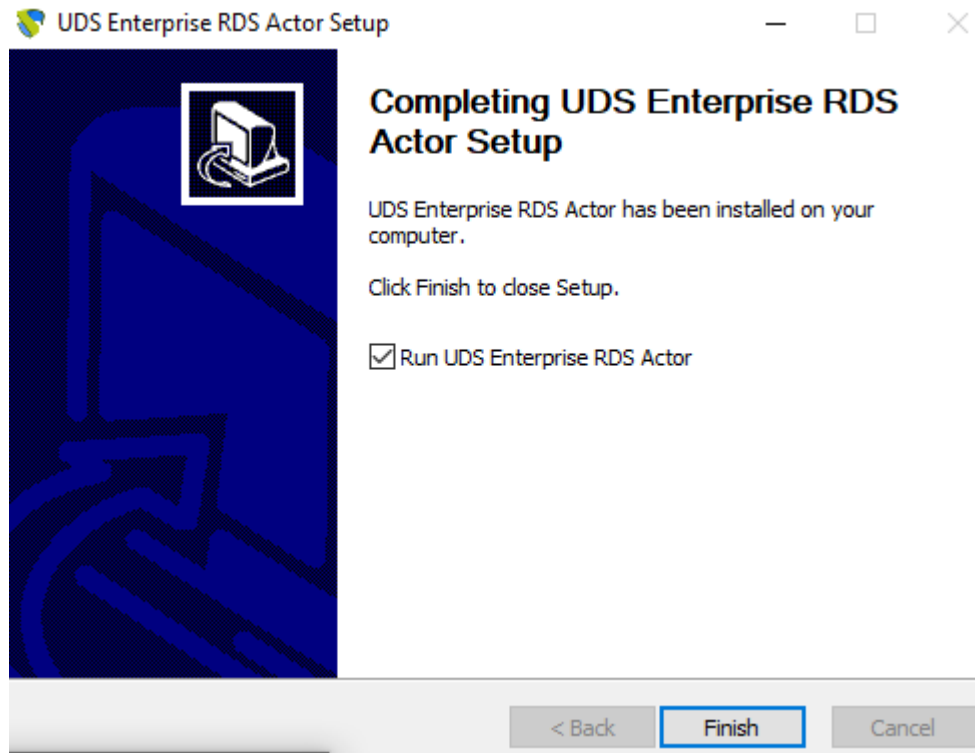 UDS Enterprise RDS Actor Setup
Completing UDS Enterprise RDS
Actor Setup
UDS Enterprise RDS Actor has been installed on your
computer.
Click Finish to close Setup.
Run UDS Enterprise RDS Actor
< Back Finish Cancel